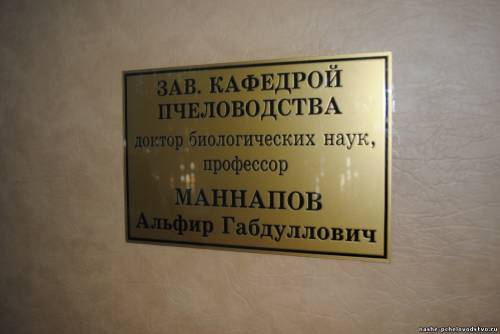 ЗАВ. КАФЕДРОЙ
ПЧЕЛОВОДСТВА
доктор биологических наук,
профессор
МАННАПОВ
Альфир Габдуллович
nashe-pchelovodstvo.ru